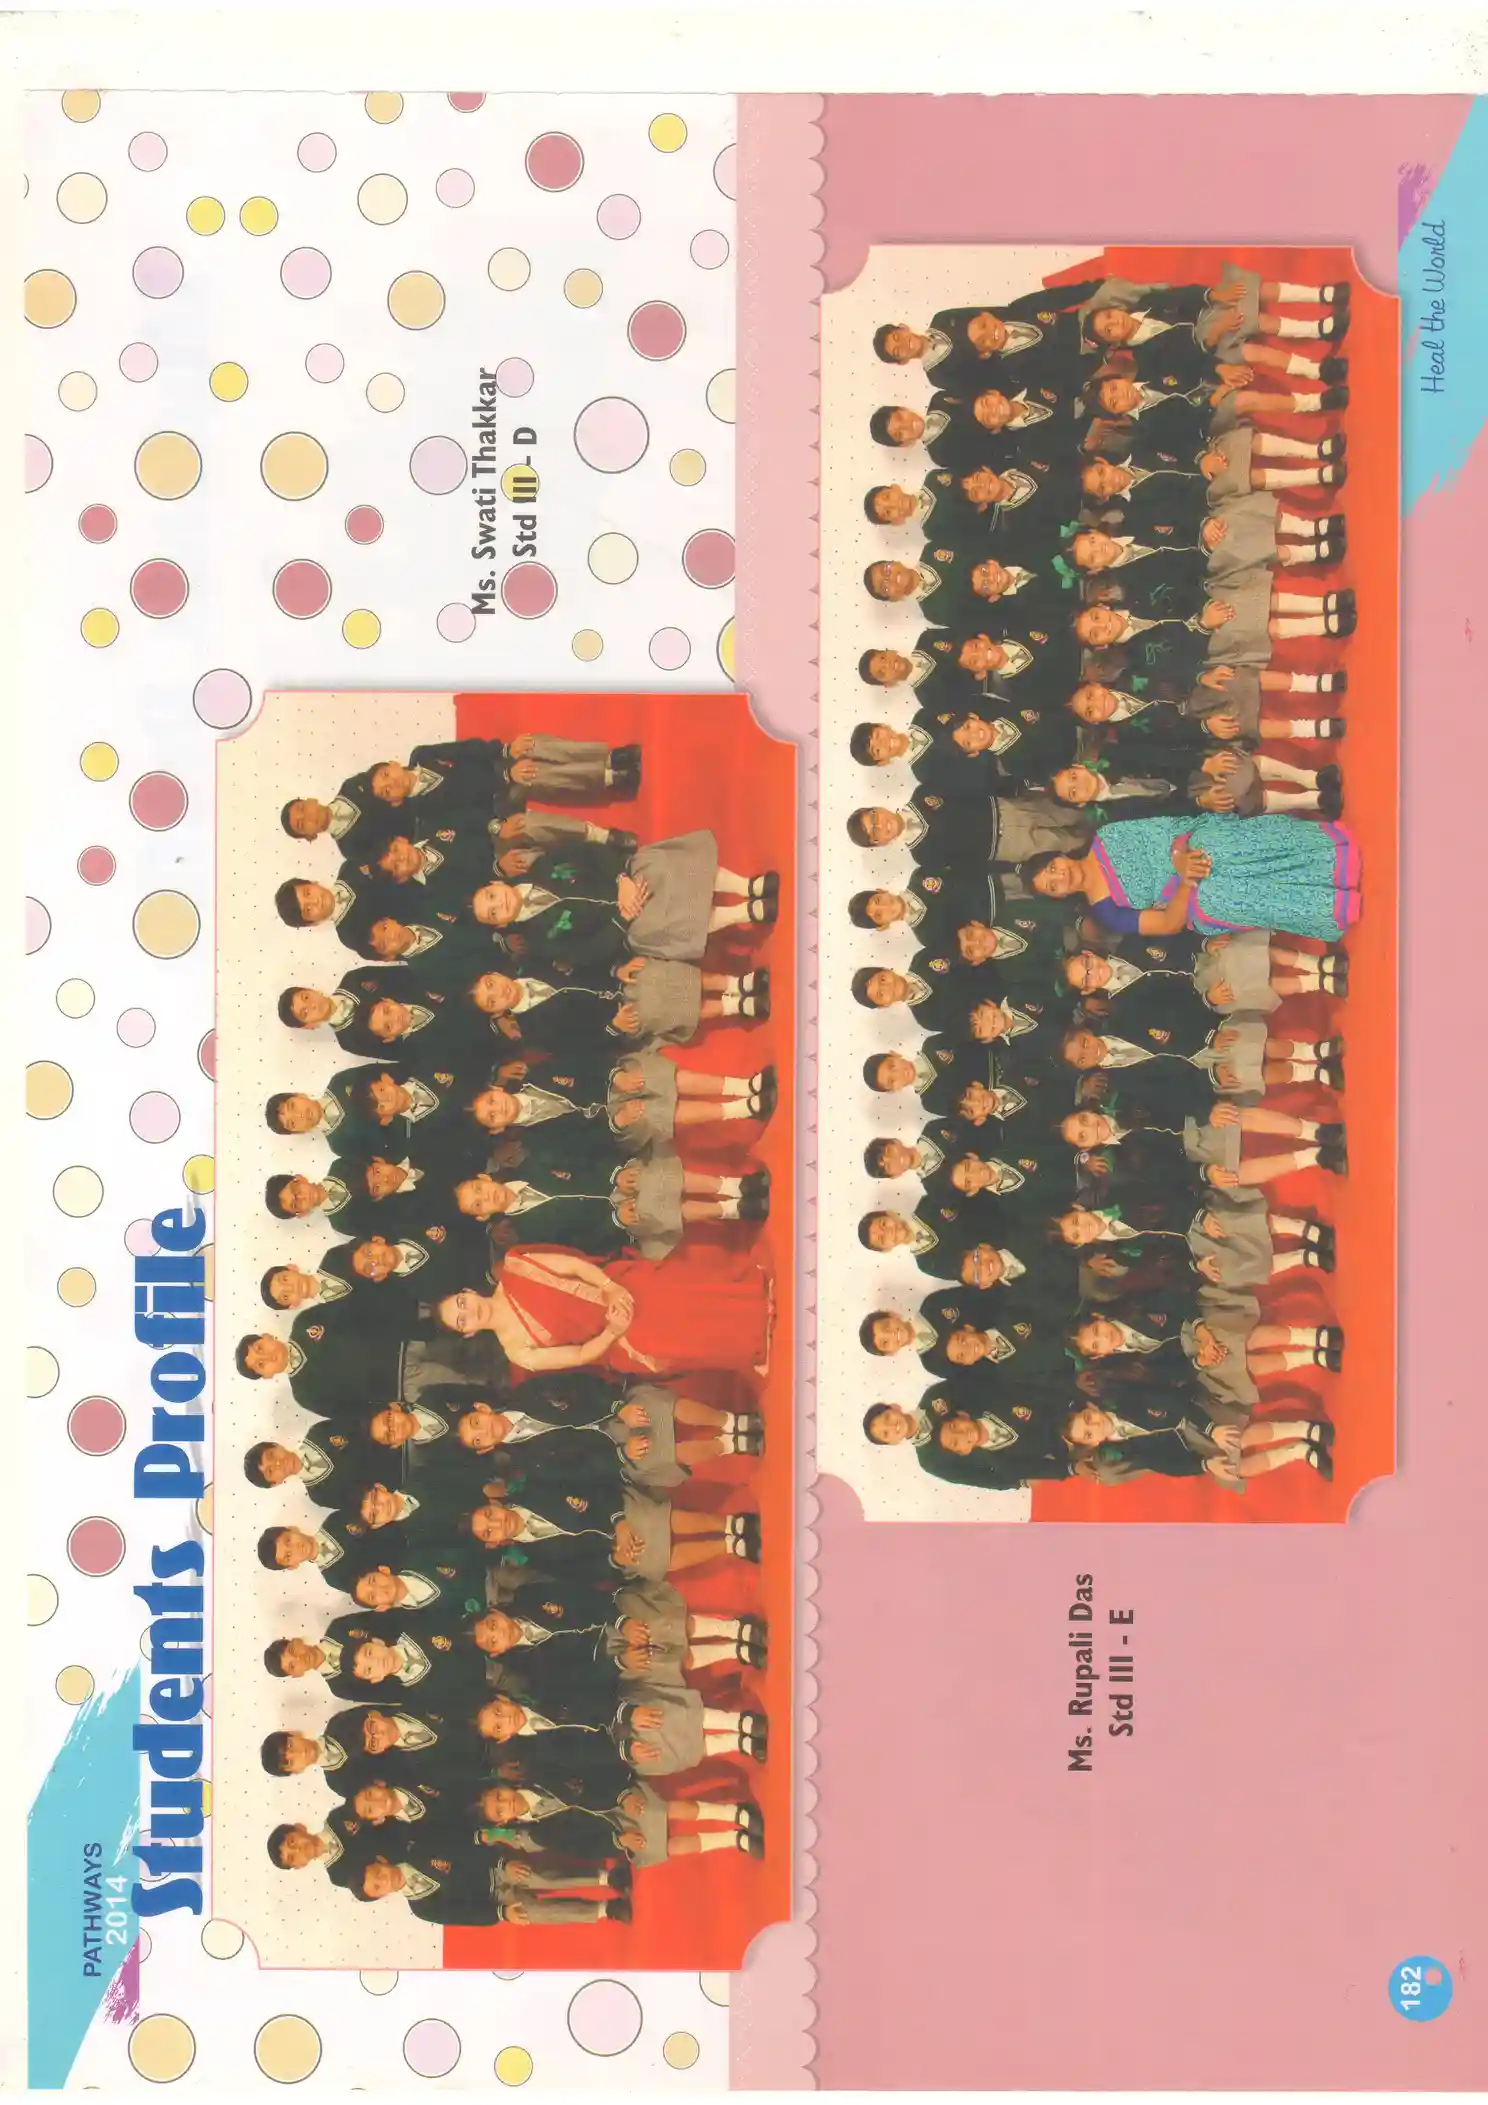 PATHWAYS
2014
Students Profile
Ms. Swati Thakkar
Std III - D
Ms. Rupali Das
Std III - E
182
Heal the World